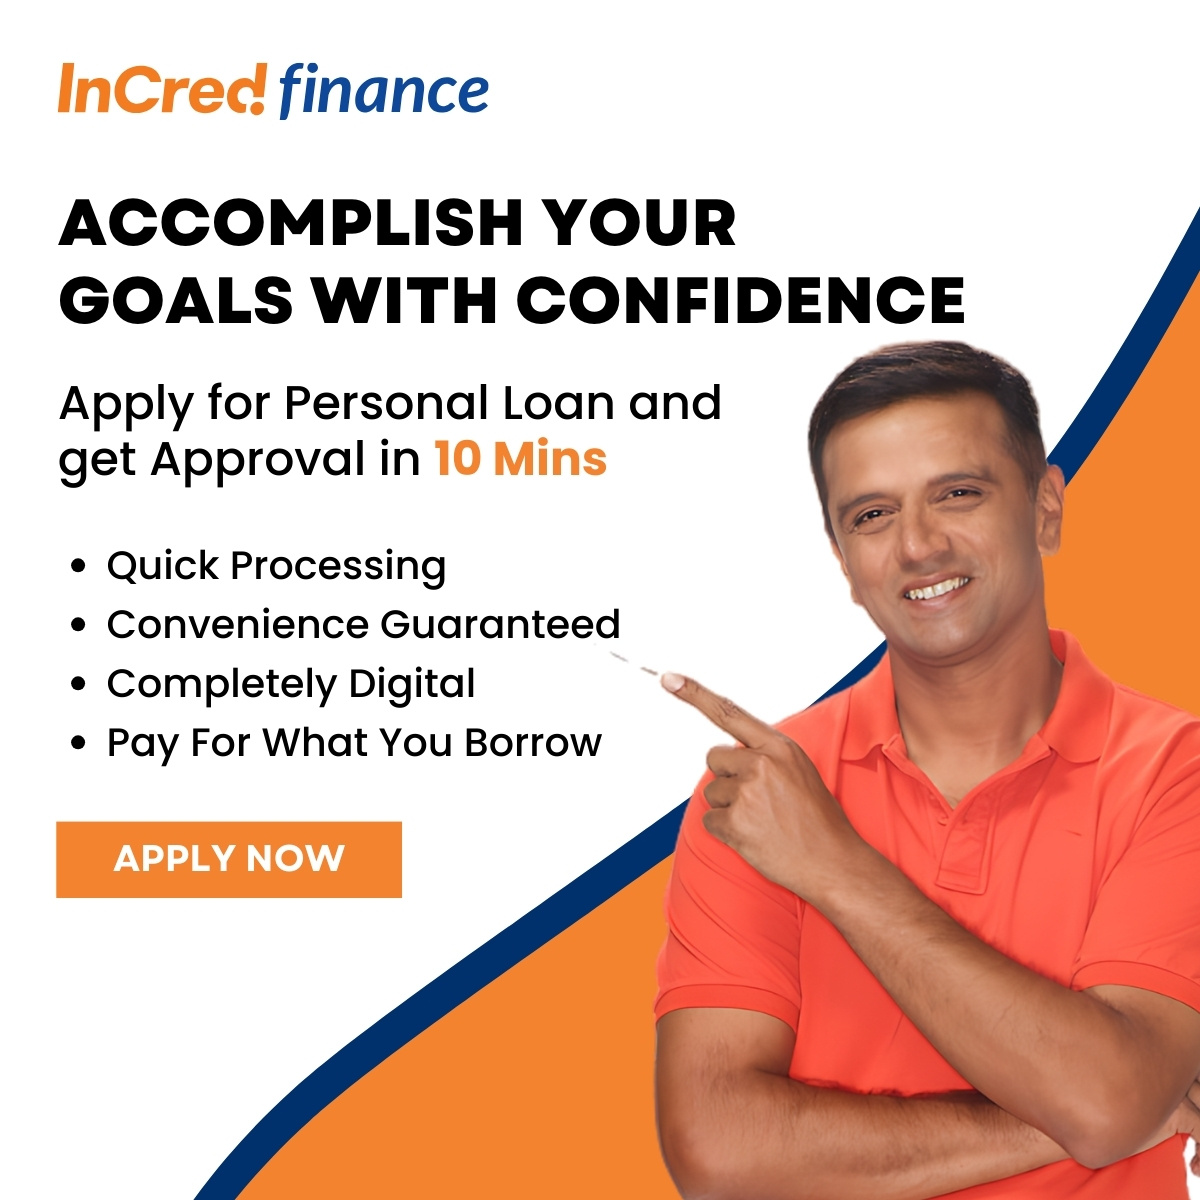 InCred finance
ACCOMPLISH YOUR
GOALS WITH CONFIDENCE
Apply for Personal Loan and
get Approval in 10 Mins
• Quick Processing
• Convenience Guaranteed
• Completely Digital
• Pay For What You Borrow
APPLY NOW